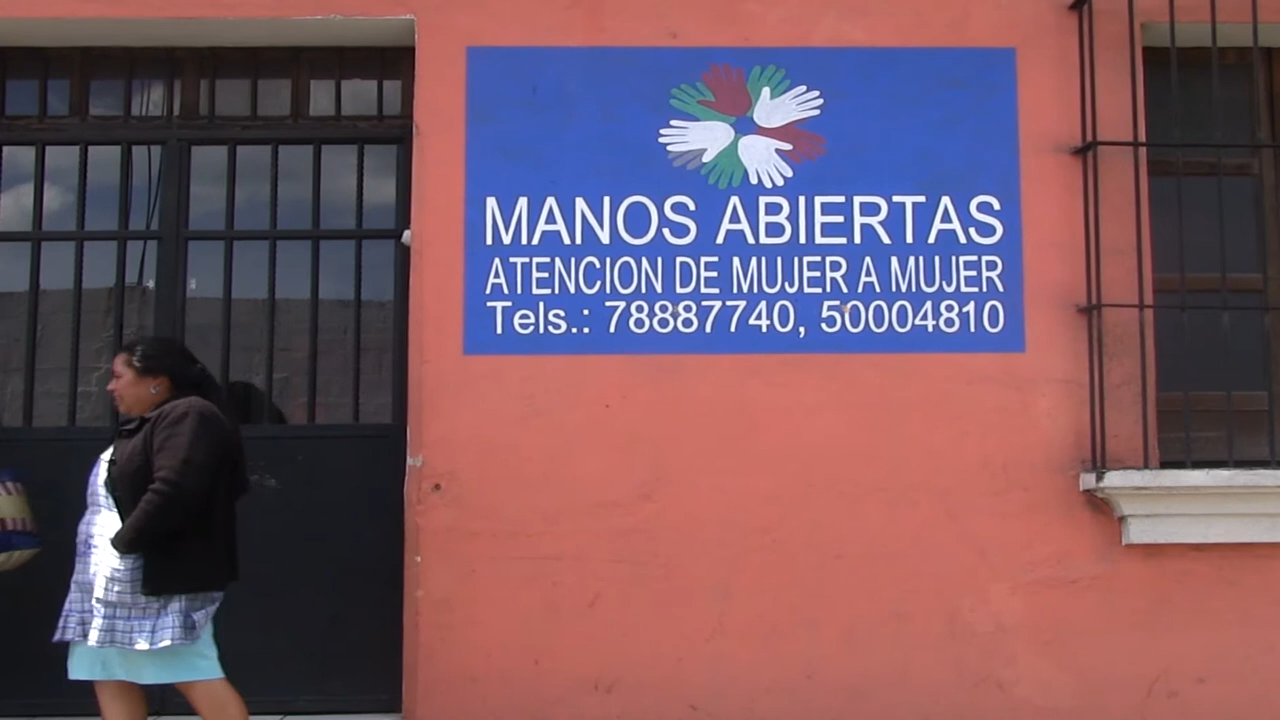 MANOS ABIERTAS
ATENCION DE MUJER A MUJER
Tels.: 78887740, 50004810